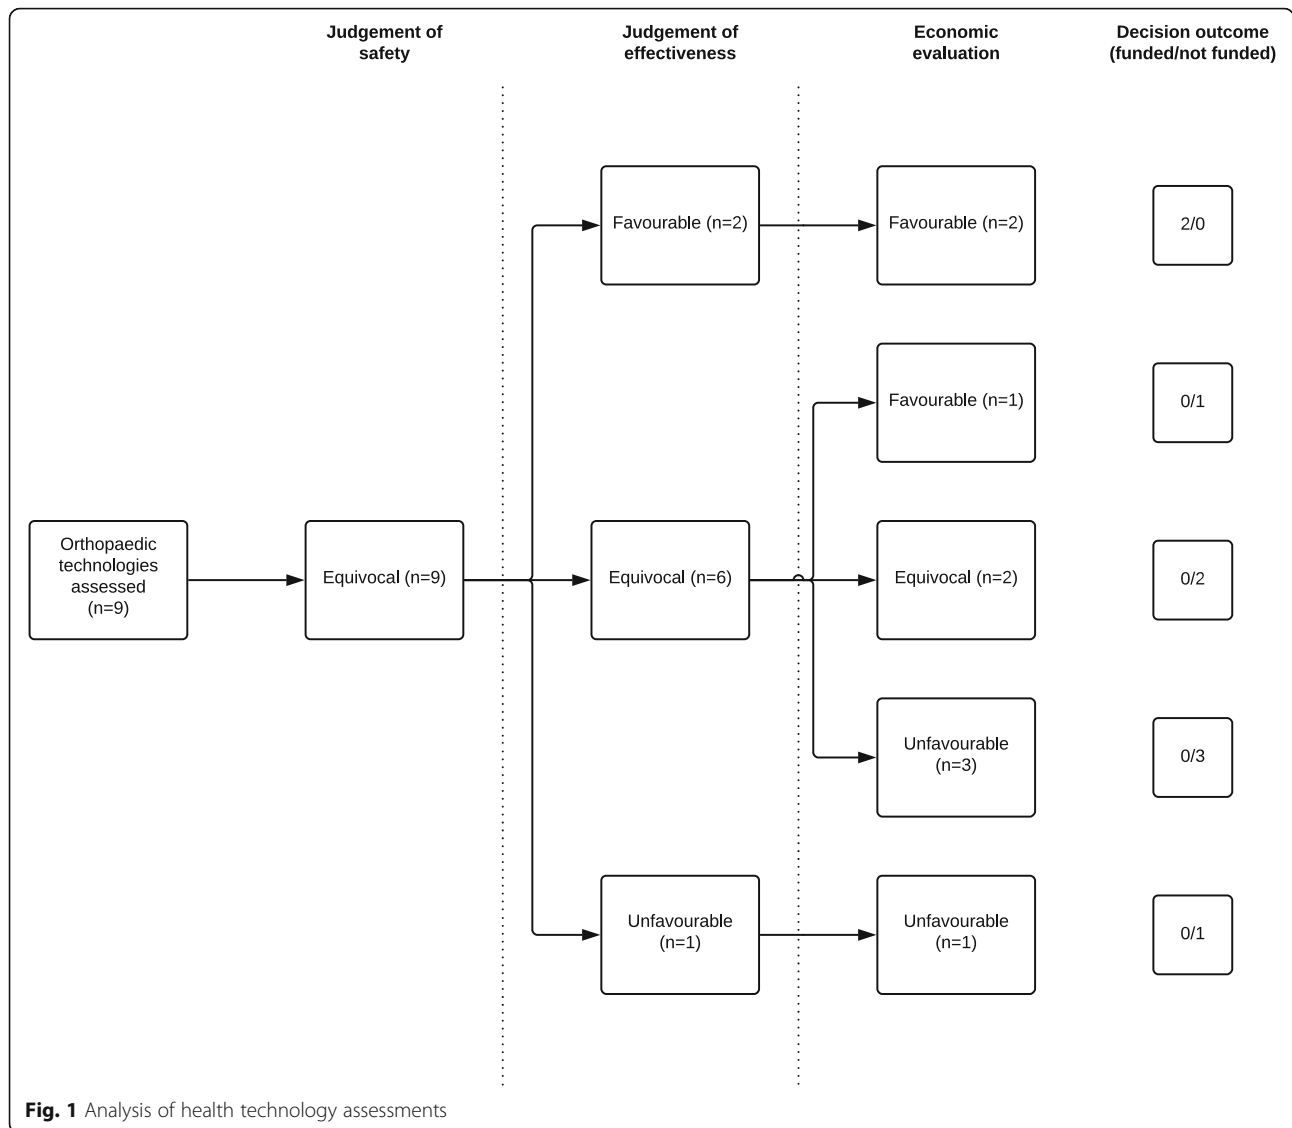 Judgement of
safety
Judgement of
effectiveness
Economic
evaluation
Decision outcome
(funded/not funded)
Favourable (n=2)
Favourable (n=2)
2/0
Favourable (n=1)
0/1
Orthopaedic
technologies
assessed
(n=9)
Equivocal (n=9)
Equivocal (n=6)
Equivocal (n=2)
0/2
Unfavourable
(n=3)
0/3
Unfavourable
(n=1)
Unfavourable
(n=1)
0/1
Fig. 1 Analysis of health technology assessments